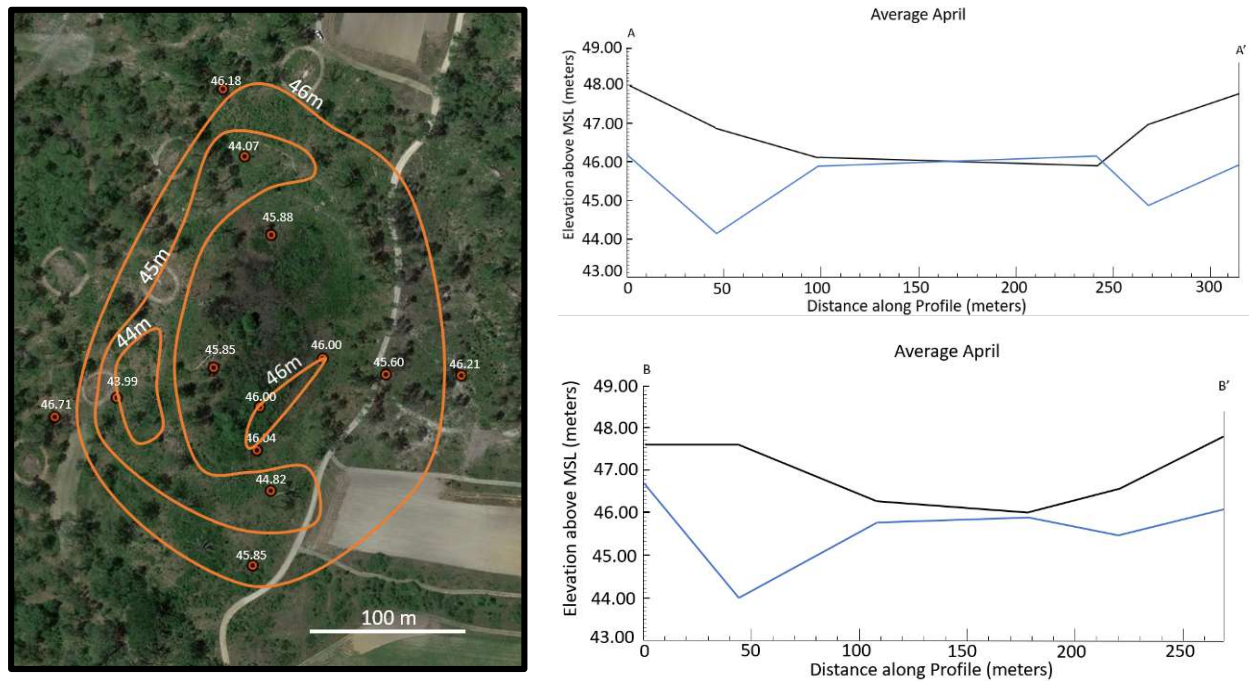 46m
46.18
44.07
45.88
45m
44m
45.85
46.00
46m
45.60
46.21
43.99
46.71
46.00
46.04
44.82
45.85
100 m
Average April
A
A’
Elevation above MSL (meters)
49.00
48.00
47.00
46.00
45.00
44.00
43.00
0
50
100
150
200
250
300
Distance along Profile (meters)
Average April
B
B’
Elevation above MSL (meters)
49.00
48.00
47.00
46.00
45.00
44.00
43.00
0
50
100
150
200
250
Distance along Profile (meters)